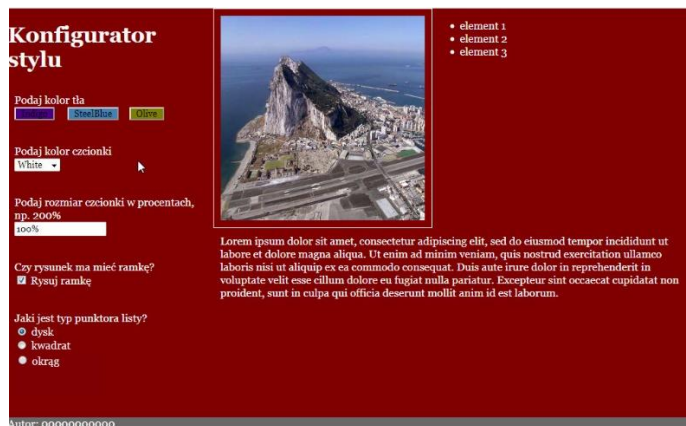 Konfigurator
stylu
Podaj kolor tła
Indigo SteelBlue Olive
Podaj kolor czcionki
White
Podaj rozmiar czcionki w procentach,
np. 200%
100%
Czy rysunek ma mieć ramkę?
Rysuj ramkę
Jaki jest typ punktora listy?
dysk
kwadrat
okrąg
element 1
element 2
element 3
Lorem ipsum dolor sit amet, consectetur adipiscing elit, sed do eiusmod tempor incididunt ut
labore et dolore magna aliqua. Ut enim ad minim veniam, quis nostrud exercitation ullamco
laboris nisi ut aliquip ex ea commodo consequat. Duis aute irure dolor in reprehenderit in
voluptate velit esse cillum dolore eu fugiat nulla pariatur. Excepteur sint occaecat cupidatat non
proident, sunt in culpa qui officia deserunt mollit anim id est laborum.
Autor: 00000000000